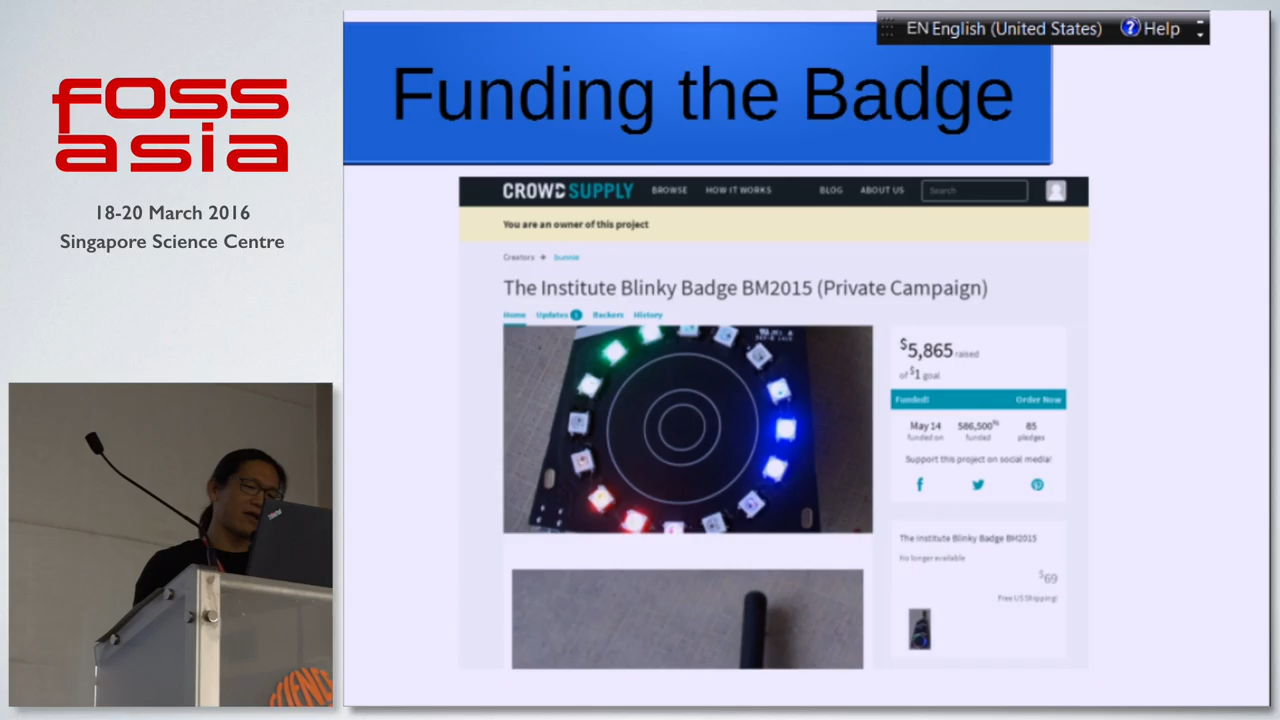 EN English (United States) Help
Funding the Badge
FOSS
asia
18-20 March 2016
Singapore Science Centre
CROWD SUPPLY BROWSE HOW IT WORKS BLOG ABOUT US Search
You are an owner of this project
Creators bunnie
The Institute Blinky Badge BM2015 (Private Campaign)
Home Updates 1 Backers History
$5,865 raised
of $1 goal
Funded! Order Now
May 14 586,500% 85
funded on funded pledges
Support this project on social media!
The Institute Blinky Badge BM2015
No longer available
$69
Free US Shipping!